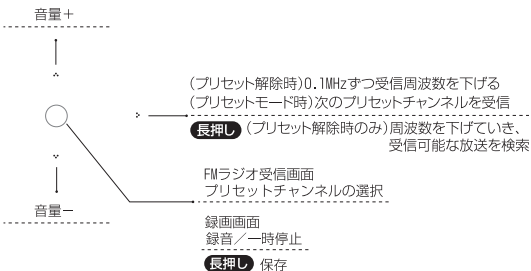 音量＋
(プリセット解除時)0.1MHzずつ受信周波数を下げる
(プリセットモード時)次のプリセットチャンネルを受信
長押し (プリセット解除時のみ)周波数を下げていき、
受信可能な放送を検索
FMラジオ受信画面
プリセットチャンネルの選択
音量－
録画画面
録音／一時停止
長押し 保存